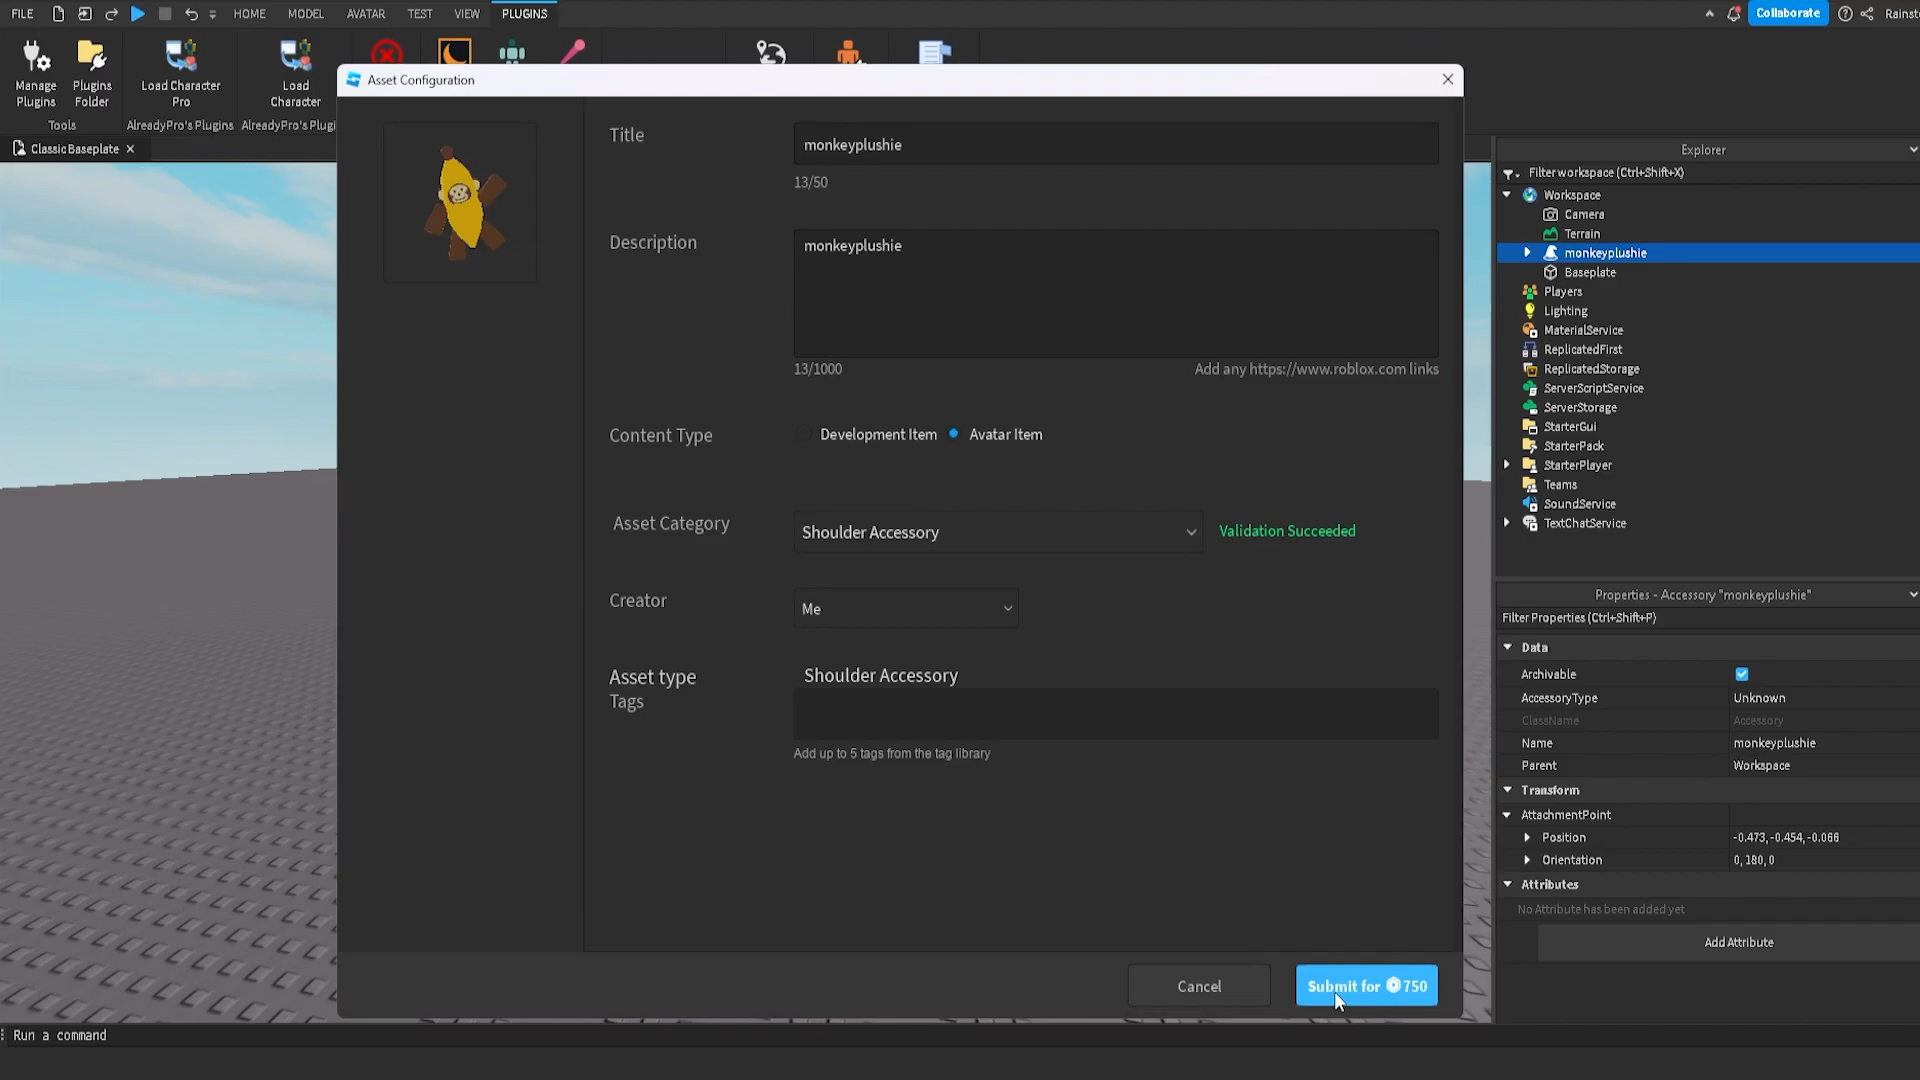 FILE
HOME
MODEL
AVATAR
TEST
VIEW
PLUGINS
Collaborate
Manage Plugins
Plugins Folder
Load Character Pro
Load Character
Tools
AlreadyPro's Plugins
AlreadyPro's Plugi
Classic Baseplate
Asset Configuration
Title
monkeyplushie
13/50
Description
monkeyplushie
13/1000
Add any https://www.roblox.com links
Content Type
Development Item
Avatar Item
Asset Category
Shoulder Accessory
Validation Succeeded
Creator
Me
Asset type
Shoulder Accessory
Tags
Add up to 5 tags from the tag library
Cancel
Submit for 750
Explorer
Filter workspace (Ctrl+Shift+X)
Workspace
Camera
Terrain
monkeyplushie
Baseplate
Players
Lighting
MaterialService
ReplicatedFirst
ReplicatedStorage
ServerScriptService
ServerStorage
StarterGui
StarterPack
StarterPlayer
Teams
SoundService
TextChatService
Properties - Accessory "monkeyplushie"
Filter Properties (Ctrl+Shift+P)
Data
Archivable
AccessoryType Unknown
ClassName Accessory
Name monkeyplushie
Parent Workspace
Transform
AttachmentPoint
Position -0.473, -0.454, -0.066
Orientation 0, 180, 0
Attributes
No Attribute has been added yet
Add Attribute
Run a command